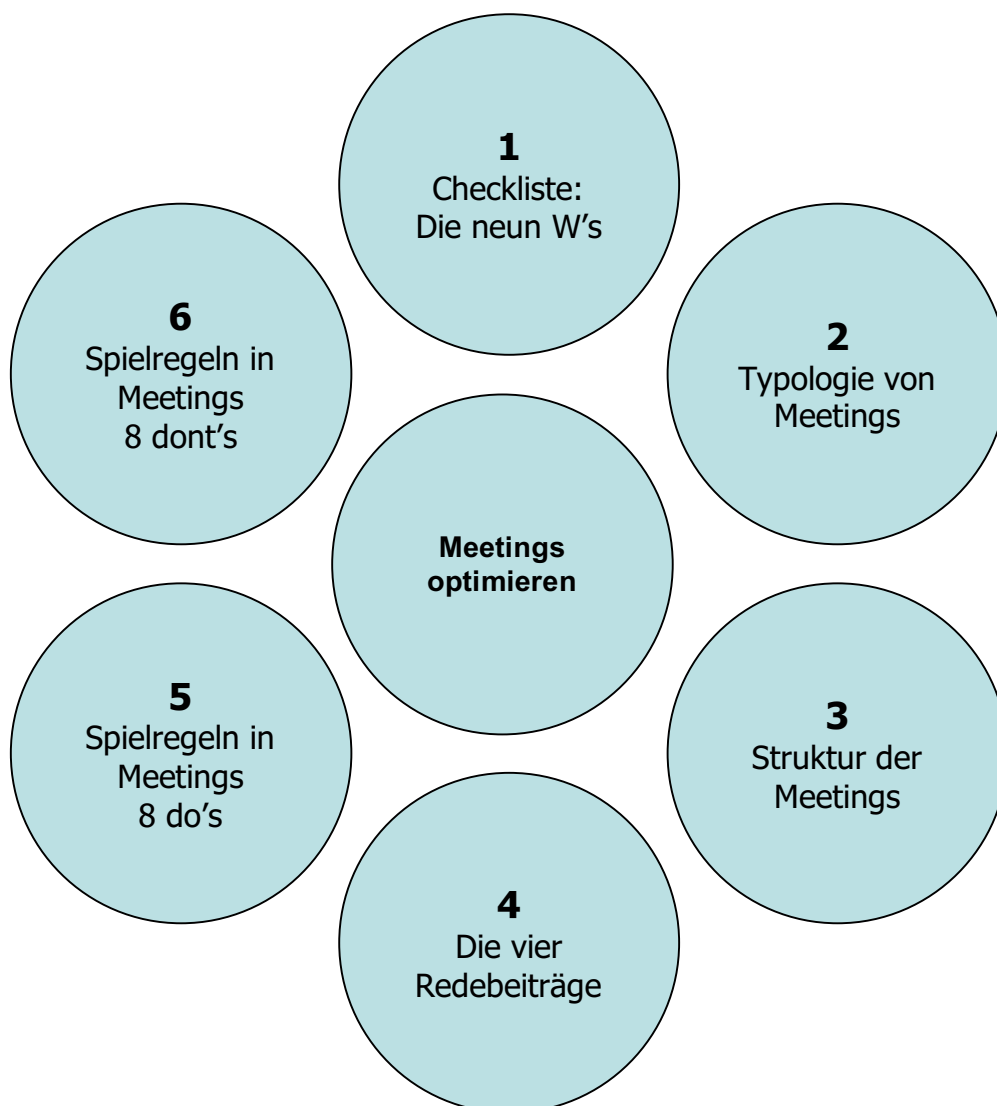 1
Checkliste:
Die neun W's
2
Typologie von
Meetings
3
Struktur der
Meetings
4
Die vier
Redebeiträge
5
Spielregeln in
Meetings
8 do's
6
Spielregeln in
Meetings
8 dont's
Meetings
optimieren